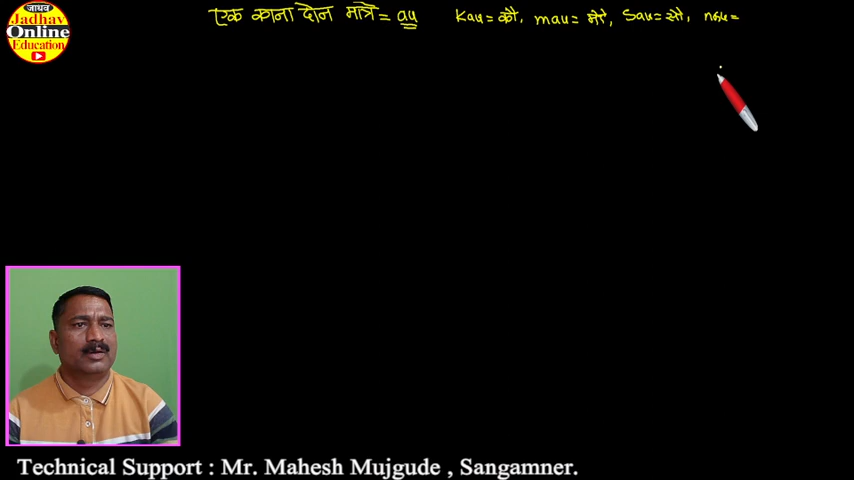 जाधव
Jadhav
Online
Education
एक काना दोन मात्रे = au kau = कौ, mau = मौ, sau = सौ, nau =
Technical Support : Mr. Mahesh Mujgude , Sangamner.